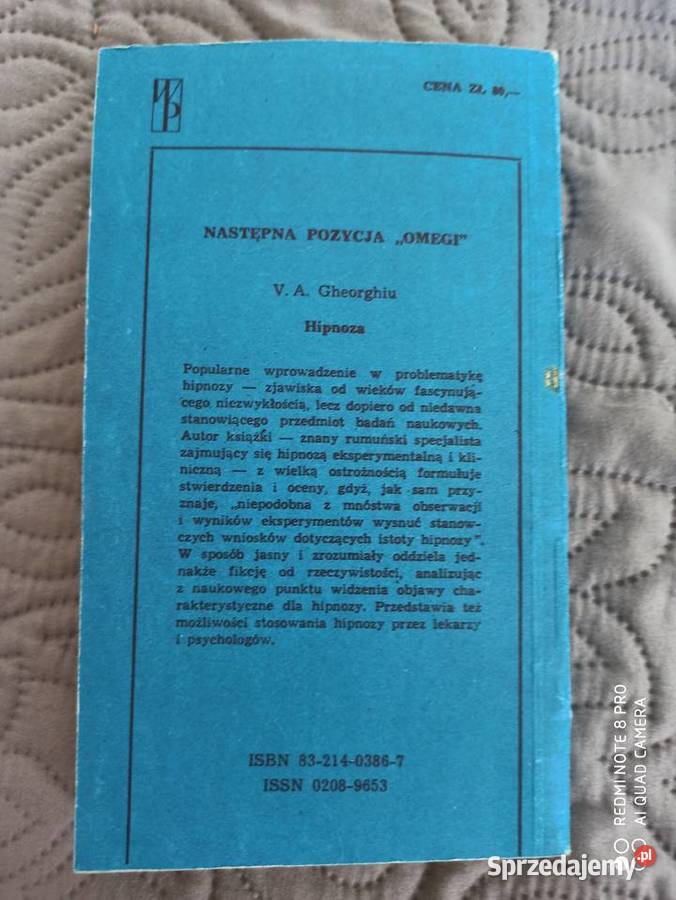 WP
CENA ZŁ 80,—
NASTĘPNA POZYCJA „OMEGI”
V. A. Gheorghiu
Hipnoza
Popularne wprowadzenie w problematykę
hipnozy — zjawiska od wieków fascynują-
cego niezwykłością, lecz dopiero od niedawna
stanowiącego przedmiot badań naukowych.
Autor książki — znany rumuński specjalista
zajmujący się hipnozą eksperymentalną i kli-
niczną — z wielką ostrożnością formułuje
stwierdzenia i oceny, gdyż, jak sam przy-
znaje, „niepodobna z mnóstwa obserwacji
i wyników eksperymentów wysnuć stanow-
czych wniosków dotyczących istoty hipnozy”.
W sposób jasny i zrozumiały oddziela jed-
nakże fikcję od rzeczywistości, analizując
z naukowego punktu widzenia objawy cha-
rakterystyczne dla hipnozy. Przedstawia też
możliwości stosowania hipnozy przez lekarzy
i psychologów.
ISBN 83-214-0386-7
ISSN 0208-9653
REDMI NOTE 8 PRO
AI QUAD CAMERA
Sprzedajemy.pl